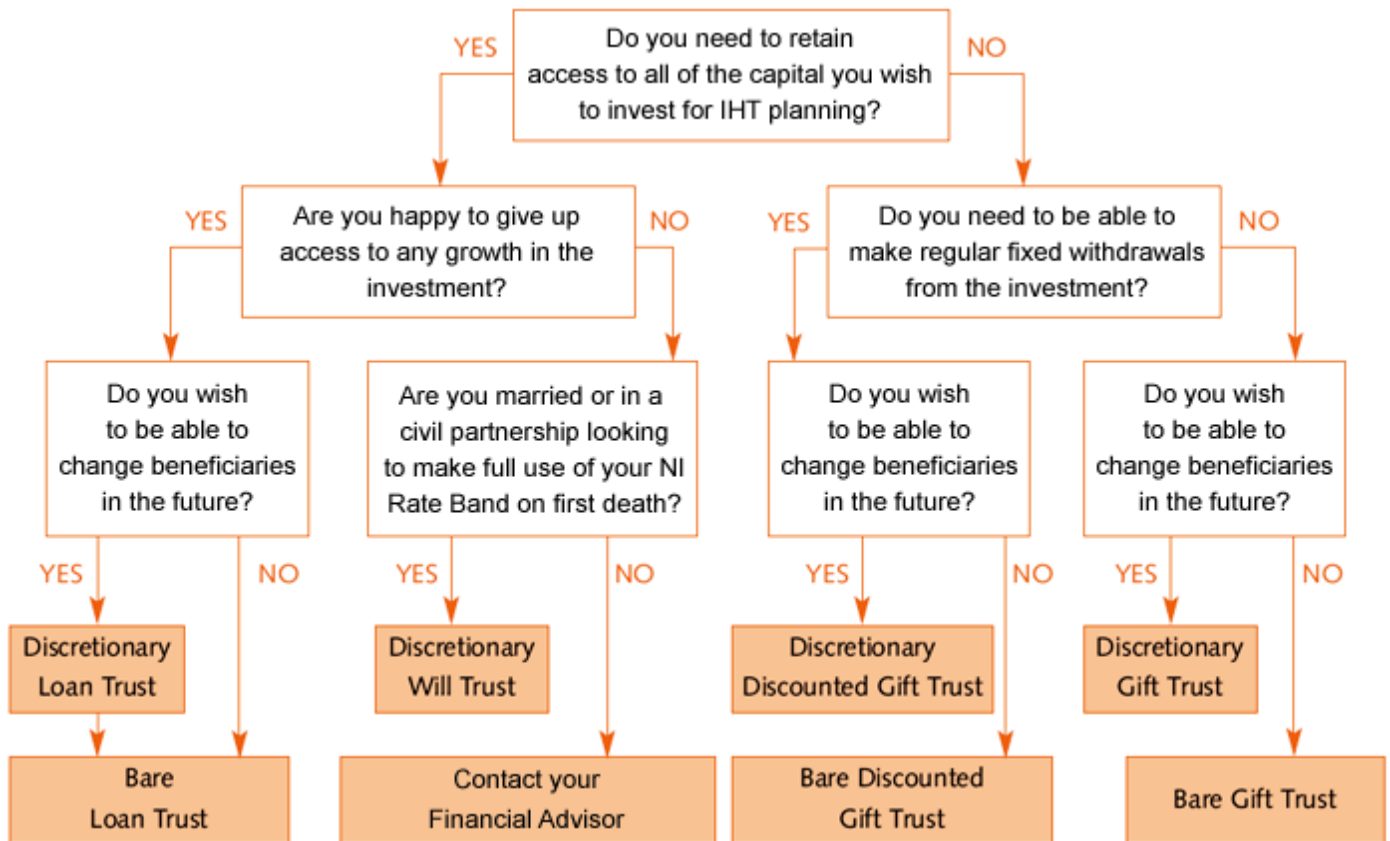 Do you need to retain
access to all of the capital you wish
to invest for IHT planning?
YES
NO
Are you happy to give up
access to any growth in the
investment?
YES
NO
Do you need to be able to
make regular fixed withdrawals
from the investment?
YES
NO
Do you wish
to be able to
change beneficiaries
in the future?
Are you married or in a
civil partnership looking
to make full use of your NI
Rate Band on first death?
Do you wish
to be able to
change beneficiaries
in the future?
Do you wish
to be able to
change beneficiaries
in the future?
YES
NO
YES
NO
YES
NO
YES
NO
Discretionary
Loan Trust
Discretionary
Will Trust
Discretionary
Discounted Gift Trust
Discretionary
Gift Trust
Bare
Loan Trust
Contact your
Financial Advisor
Bare Discounted
Gift Trust
Bare Gift Trust